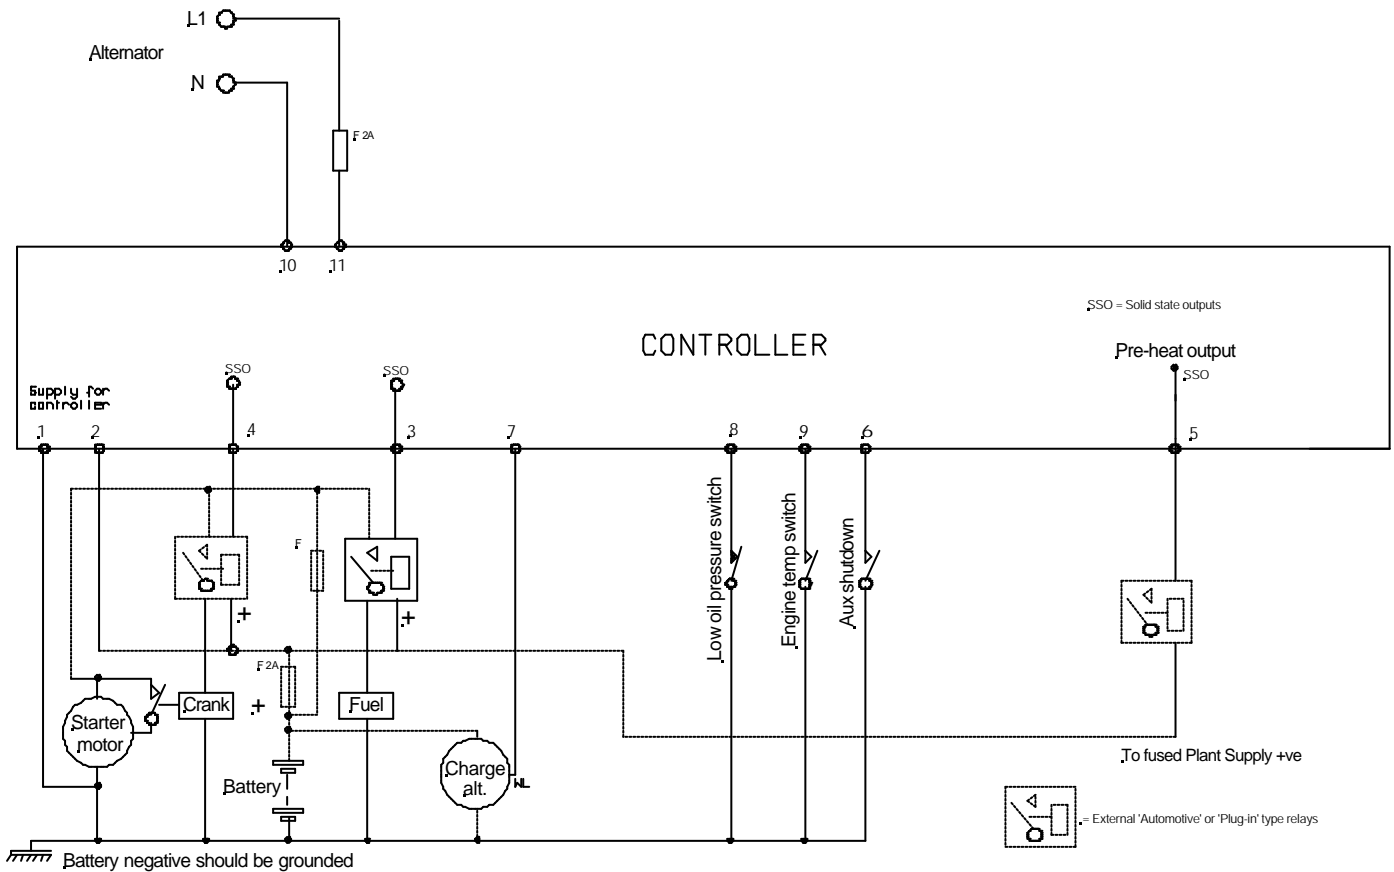 L1
Alternator
N
F 2A
10
11
SSO = Solid state outputs
CONTROLLER
Pre-heat output
SSO
SSO
SSO
Supply for
controller
1
2
4
3
7
8
9
6
5
Low oil pressure switch
Engine temp switch
Aux shutdown
F
+
+
F 2A
Crank
+
Fuel
Starter
motor
To fused Plant Supply +ve
Charge
alt.
WL
Battery
= External 'Automotive' or 'Plug-in' type relays
Battery negative should be grounded